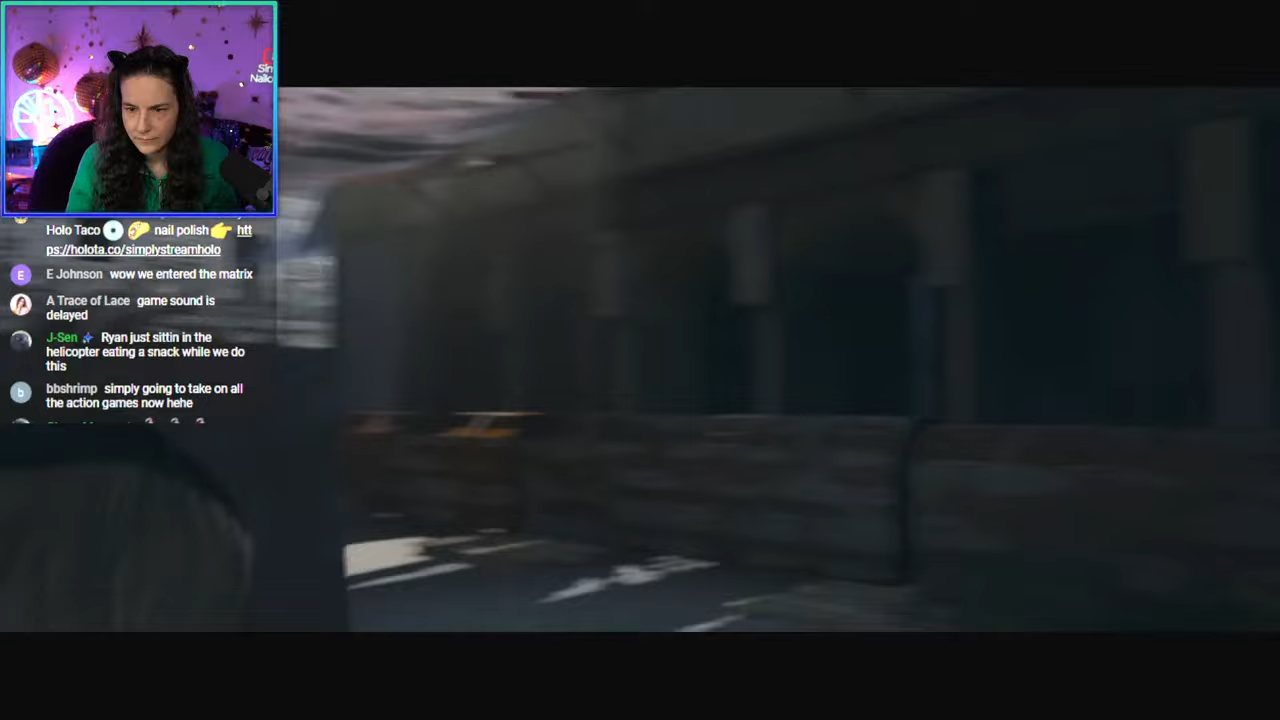 Holo Taco 💿 🌮 nail polish 👉 htt
ps://holota.co/simplystreamholo
E Johnson wow we entered the matrix
A Trace of Lace game sound is
delayed
J-Sen ✨ Ryan just sittin in the
helicopter eating a snack while we do
this
bbshrimp simply going to take on all
the action games now hehe